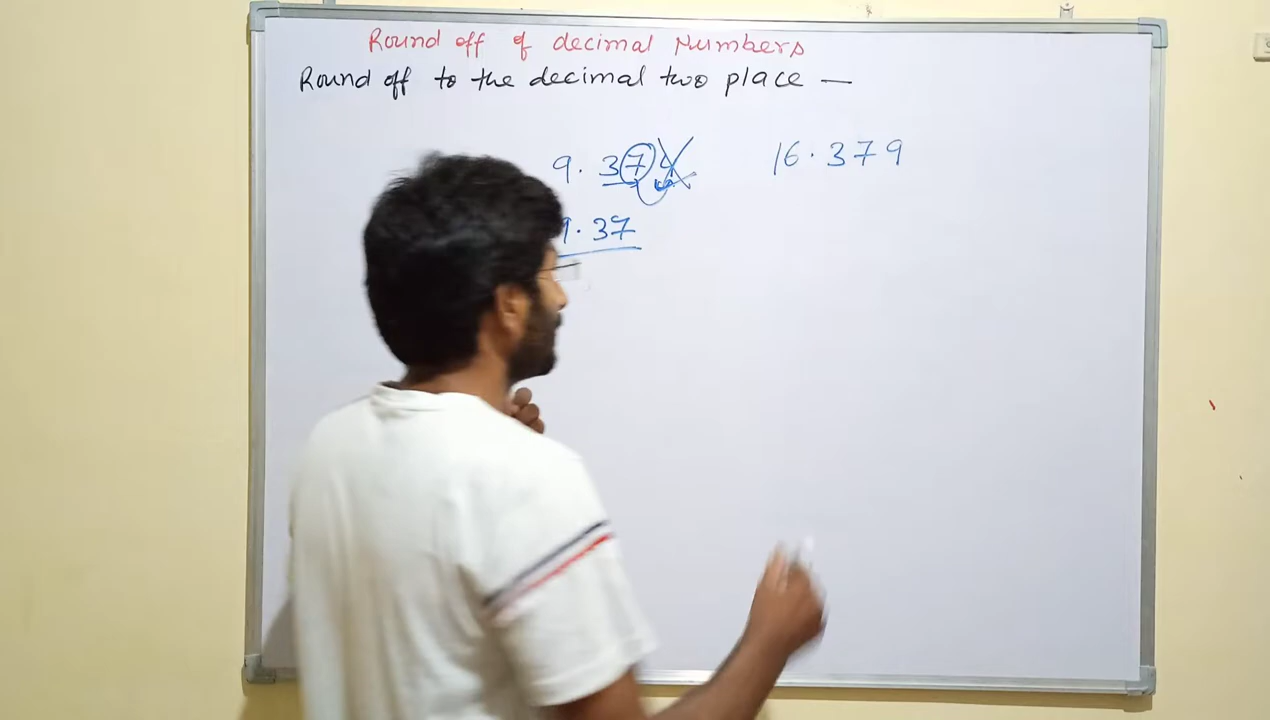 Round off of decimal Numbers
Round off to the decimal two place —
9.374 16.379
9.37